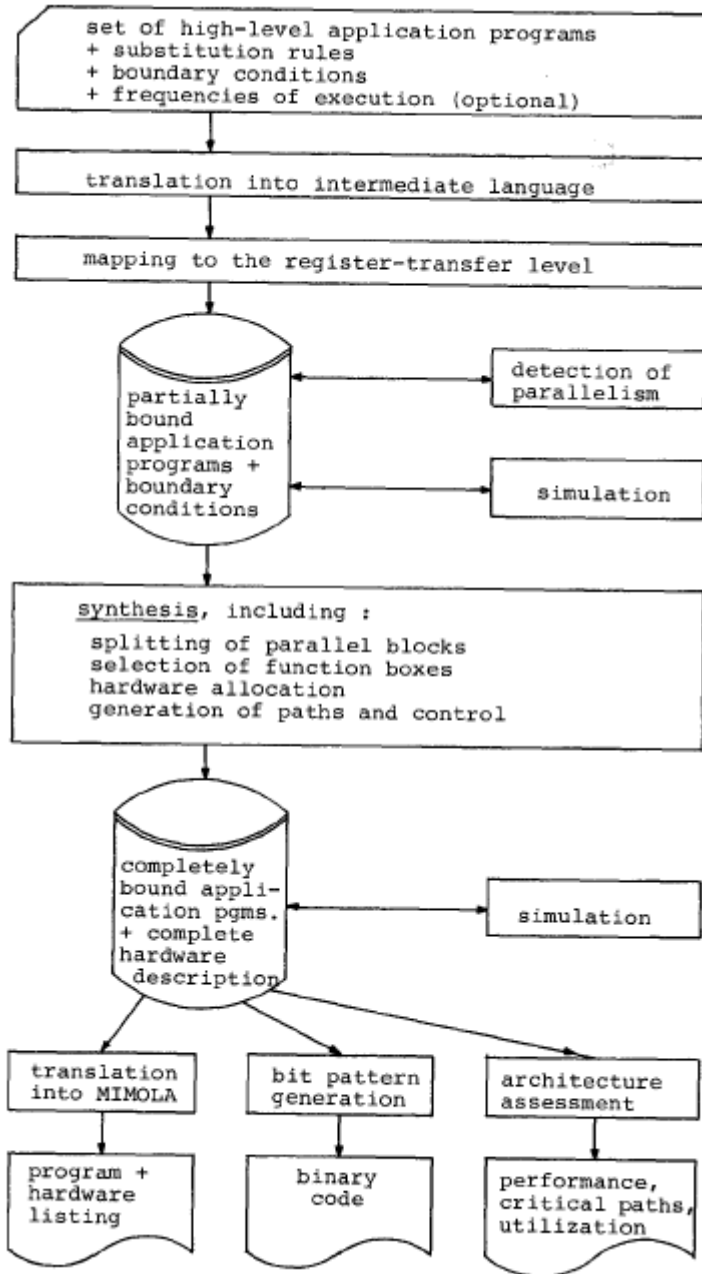 set of high-level application programs
+ substitution rules
+ boundary conditions
+ frequencies of execution (optional)
translation into intermediate language
mapping to the register-transfer level
partially
bound
application
programs +
boundary
conditions
detection of
parallelism
simulation
synthesis, including :
splitting of parallel blocks
selection of function boxes
hardware allocation
generation of paths and control
completely
bound appli-
cation pgms.
+ complete
hardware
description
simulation
translation
into MIMOLA
bit pattern
generation
architecture
assessment
program +
hardware
listing
binary
code
performance,
critical paths,
utilization